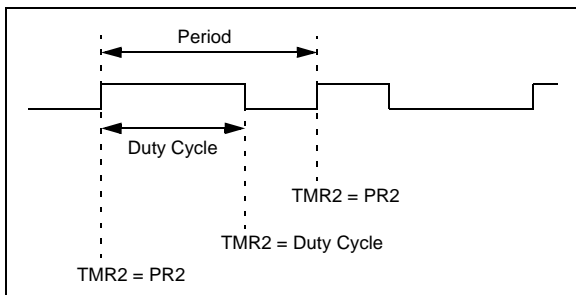 Period
Duty Cycle
TMR2 = PR2
TMR2 = Duty Cycle
TMR2 = PR2